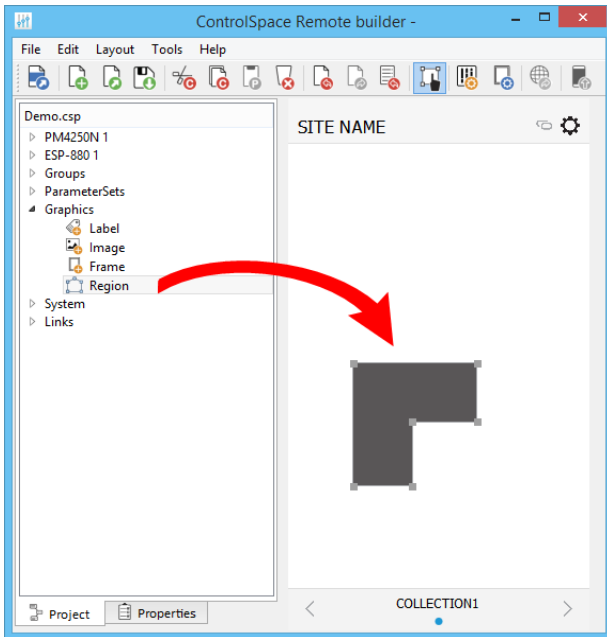 ControlSpace Remote builder -
File Edit Layout Tools Help
Demo.csp
PM4250N 1
ESP-880 1
Groups
ParameterSets
Graphics
Label
Image
Frame
Region
System
Links
Project Properties
SITE NAME
COLLECTION1